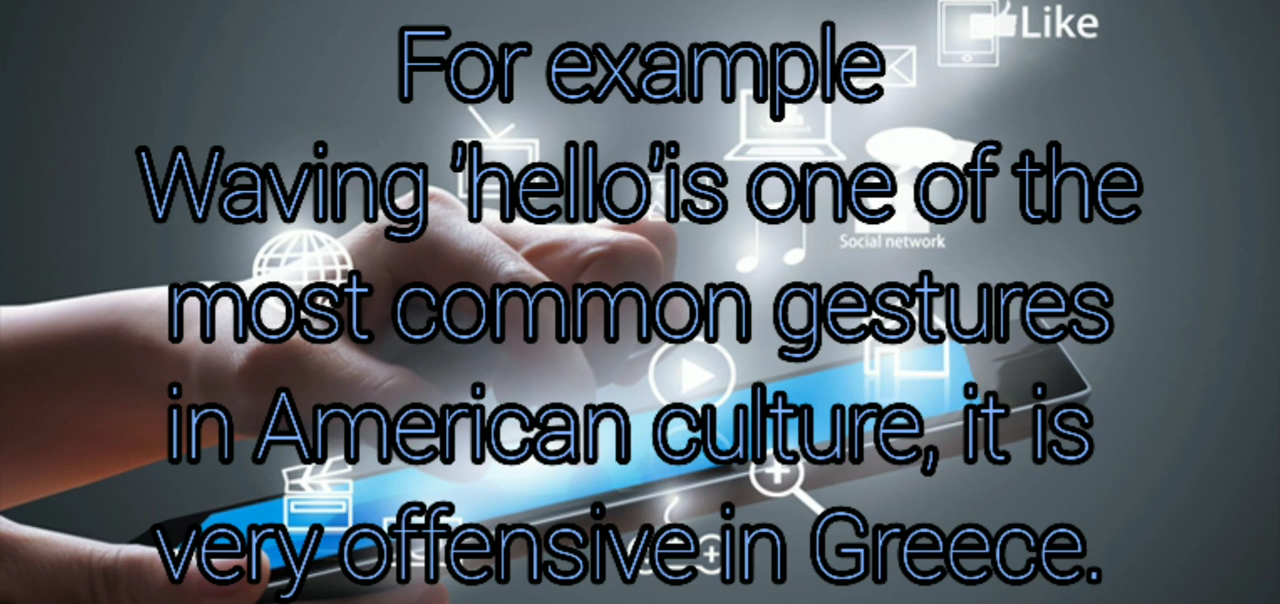 Like
For example
Waving 'hello'is one of the
Social network
most common gestures
in American culture, it is
very offensive in Greece.